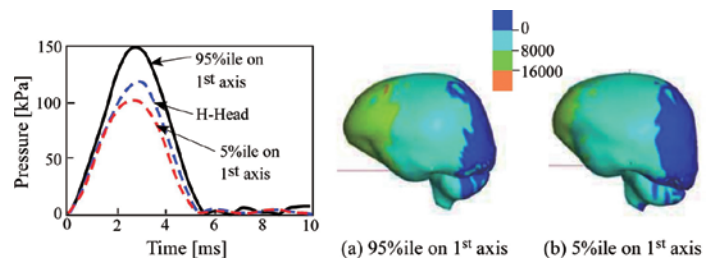 Pressure [kPa]
150
100
50
0
0
2
4
6
8
10
Time [ms]
95%ile on
1st axis
H-Head
5%ile on
1st axis
0
8000
16000
(a) 95%ile on 1st axis
(b) 5%ile on 1st axis